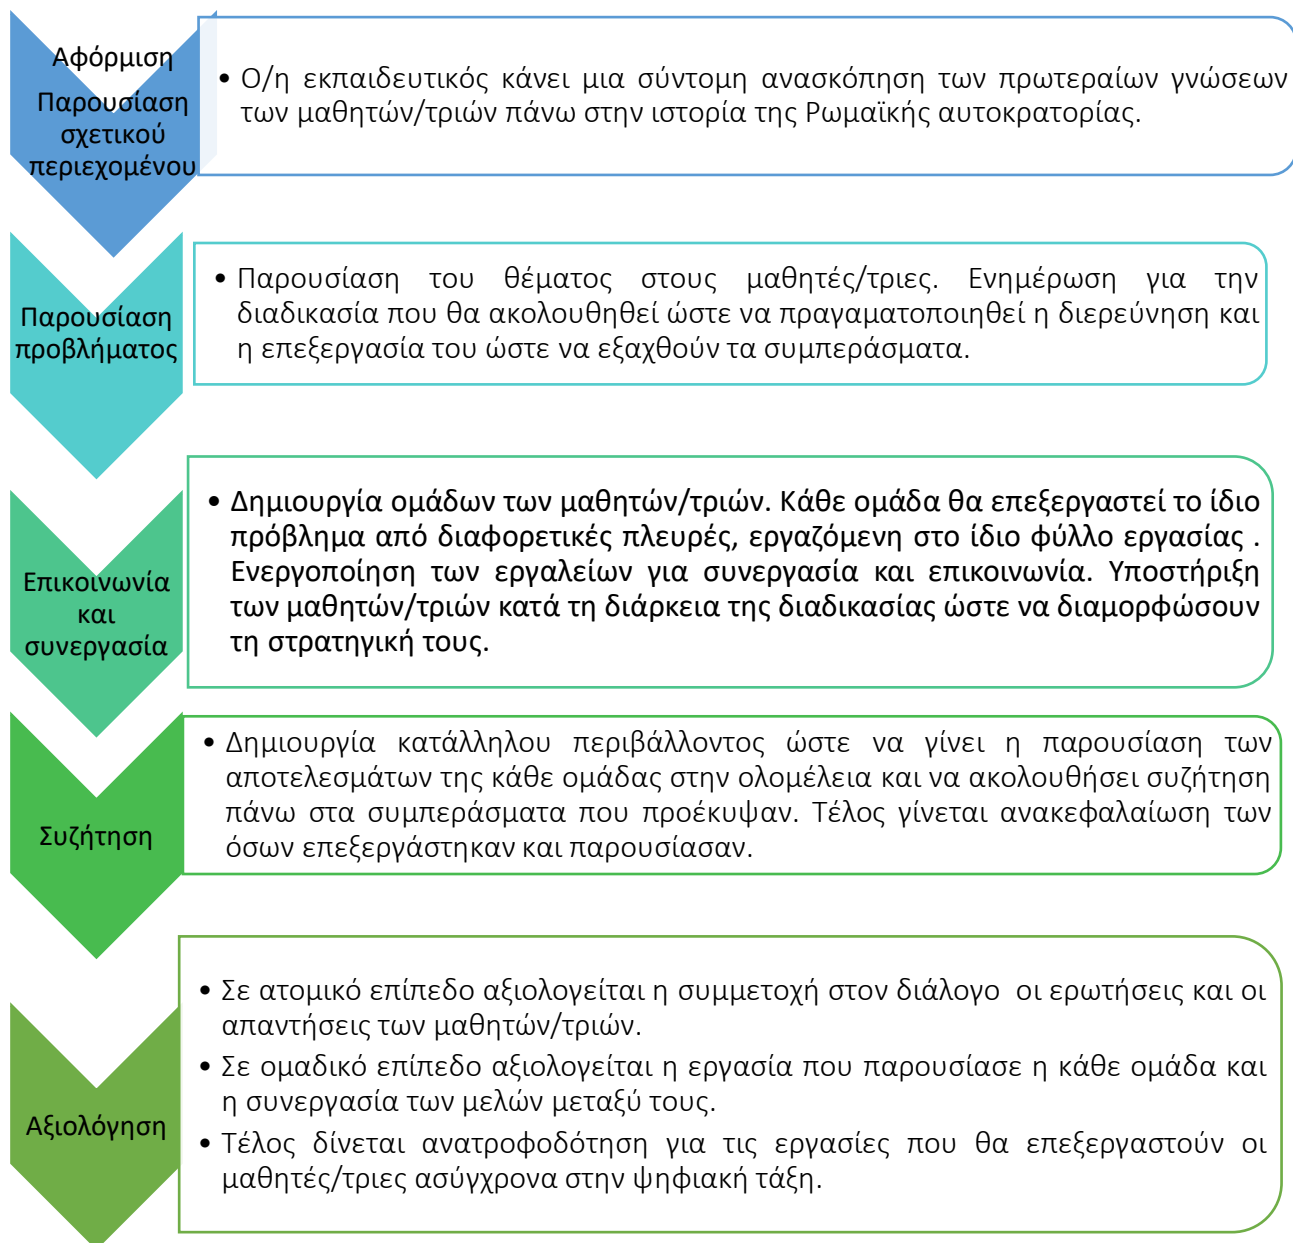 Αφόρμιση
Παρουσίαση
σχετικού
περιεχομένου
• Ο/η εκπαιδευτικός κάνει μια σύντομη ανασκόπηση των πρωτεραίων γνώσεων
των μαθητών/τριών πάνω στην ιστορία της Ρωμαϊκής αυτοκρατορίας.
Παρουσίαση
προβλήματος
• Παρουσίαση του θέματος στους μαθητές/τριες. Ενημέρωση για την
διαδικασία που θα ακολουθηθεί ώστε να πραγαματοποιηθεί η διερεύνηση και
η επεξεργασία του ώστε να εξαχθούν τα συμπεράσματα.
Επικοινωνία
και
συνεργασία
• Δημιουργία ομάδων των μαθητών/τριών. Κάθε ομάδα θα επεξεργαστεί το ίδιο
πρόβλημα από διαφορετικές πλευρές, εργαζόμενη στο ίδιο φύλλο εργασίας .
Ενεργοποίηση των εργαλείων για συνεργασία και επικοινωνία. Υποστήριξη
των μαθητών/τριών κατά τη διάρκεια της διαδικασίας ώστε να διαμορφώσουν
τη στρατηγική τους.
Συζήτηση
• Δημιουργία κατάλληλου περιβάλλοντος ώστε να γίνει η παρουσίαση των
αποτελεσμάτων της κάθε ομάδας στην ολομέλεια και να ακολουθήσει συζήτηση
πάνω στα συμπεράσματα που προέκυψαν. Τέλος γίνεται ανακεφαλαίωση των
όσων επεξεργάστηκαν και παρουσίασαν.
Αξιολόγηση
• Σε ατομικό επίπεδο αξιολογείται η συμμετοχή στον διάλογο οι ερωτήσεις και οι
απαντήσεις των μαθητών/τριών.
• Σε ομαδικό επίπεδο αξιολογείται η εργασία που παρουσίασε η κάθε ομάδα και
η συνεργασία των μελών μεταξύ τους.
• Τέλος δίνεται ανατροφοδότηση για τις εργασίες που θα επεξεργαστούν οι
μαθητές/τριες ασύγχρονα στην ψηφιακή τάξη.